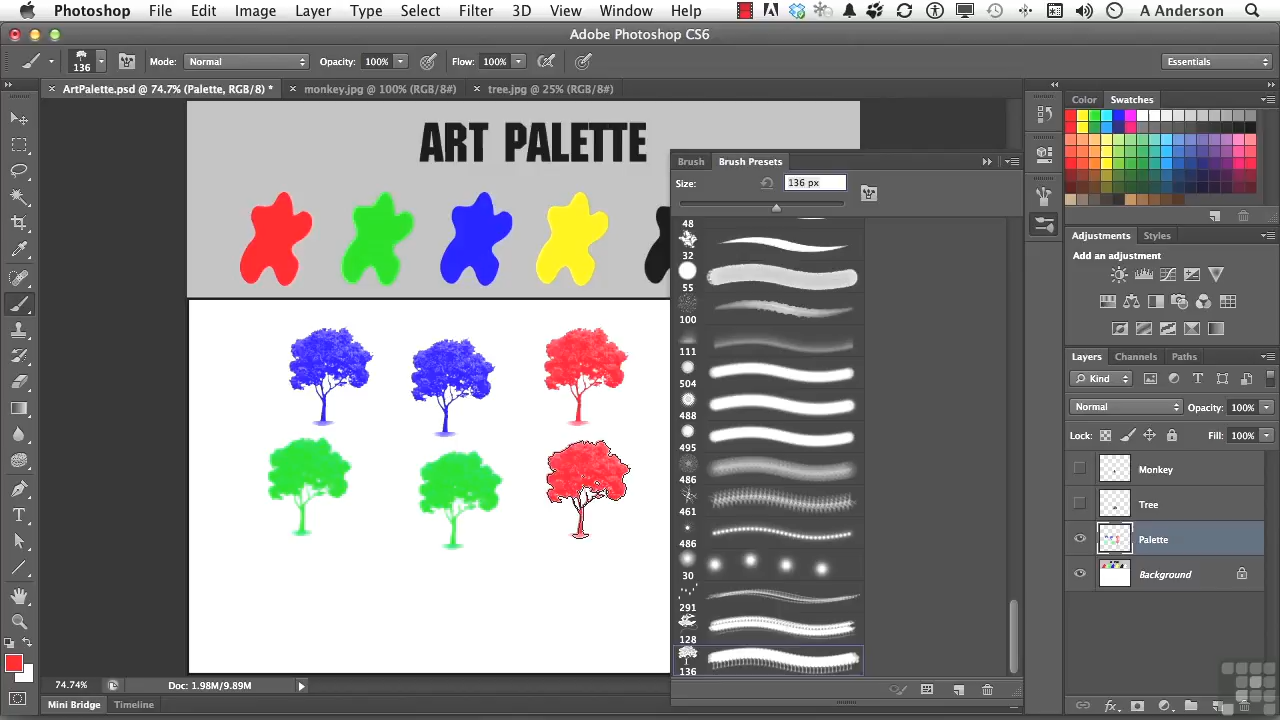 Photoshop File Edit Image Layer Type Select Filter 3D View Window Help A Anderson
Adobe Photoshop CS6
136 Mode: Normal Opacity: 100% Flow: 100% Essentials
ArtPalette.psd @ 74.7% (Palette, RGB/8) * monkey.jpg @ 100% (RGB/8#) tree.jpg @ 25% (RGB/8#)
Color Swatches
ART PALETTE
Brush Brush Presets
Size: 136 px
48
32
55
100
111
504
488
495
486
461
486
30
291
128
136
Adjustments Styles
Add an adjustment
Layers Channels Paths
Kind
Normal Opacity: 100%
Lock: Fill: 100%
Monkey
Tree
Palette
Background
74.74% Doc: 1.98M/9.89M
Mini Bridge Timeline